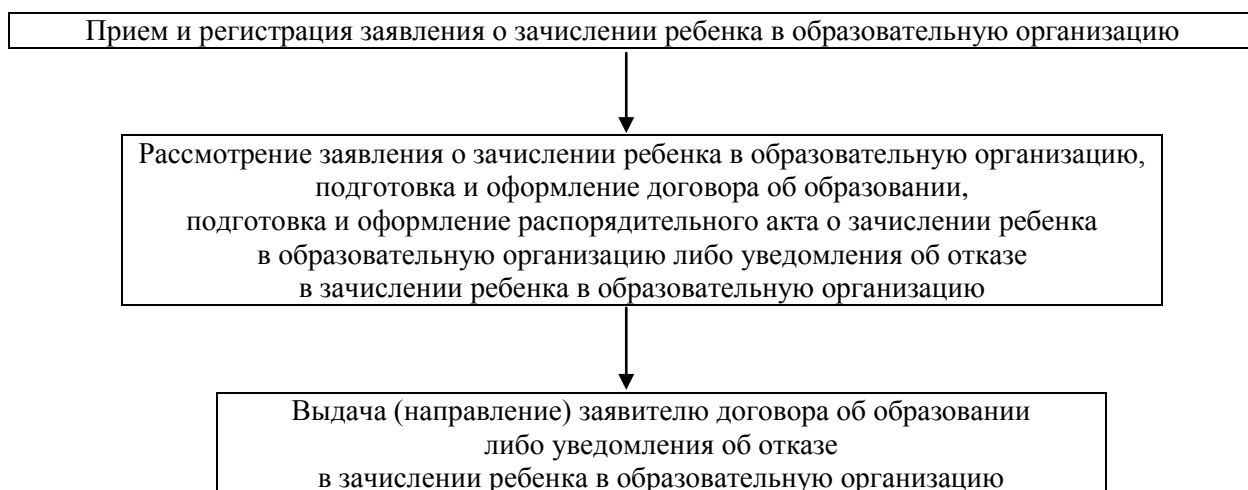 Прием и регистрация заявления о зачислении ребенка в образовательную организацию
Рассмотрение заявления о зачислении ребенка в образовательную организацию,
подготовка и оформление договора об образовании,
подготовка и оформление распорядительного акта о зачислении ребенка
в образовательную организацию либо уведомления об отказе
в зачислении ребенка в образовательную организацию
Выдача (направление) заявителю договора об образовании
либо уведомления об отказе
в зачислении ребенка в образовательную организацию